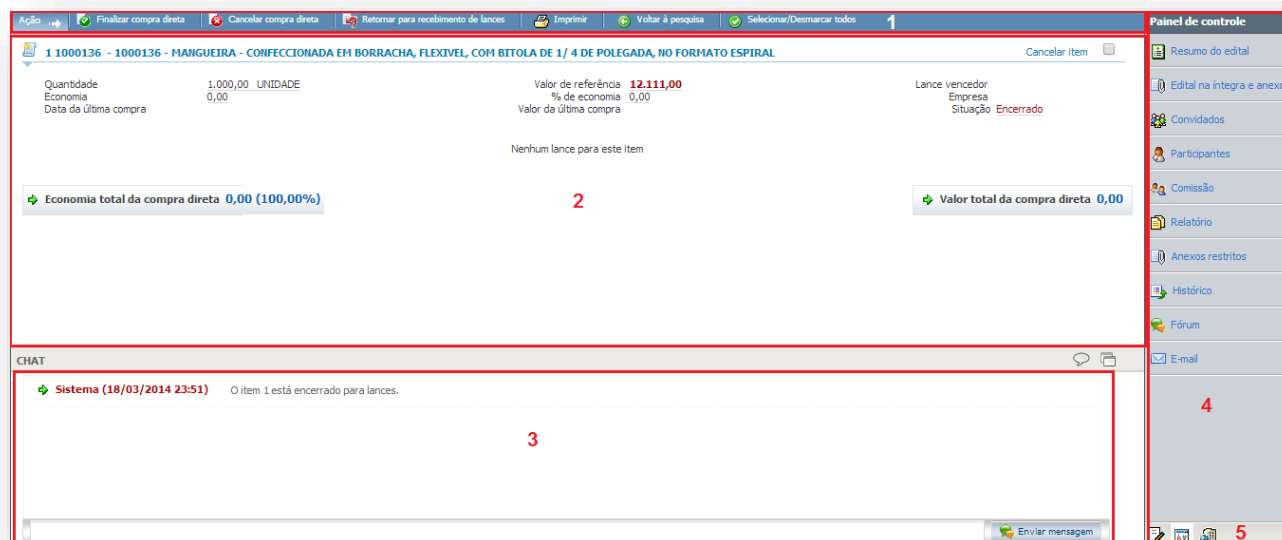 Ação Finalizar compra direta Cancelar compra direta Retornar para recebimento de lances Imprimir Voltar à pesquisa Selecionar/Desmarcar todos 1
1 1000136 - 1000136 - MANGUEIRA - CONFECCIONADA EM BORRACHA, FLEXIVEL, COM BITOLA DE 1/ 4 DE POLEGADA, NO FORMATO ESPIRAL Cancelar item
Quantidade 1.000,00 UNIDADE Valor de referência 12.111,00 Lance vencedor
Economia 0,00 % de economia 0,00 Empresa
Data da última compra Valor da última compra Situação Encerrado
Nenhum lance para este item
Economia total da compra direta 0,00 (100,00%) 2 Valor total da compra direta 0,00
CHAT
Sistema (18/03/2014 23:51) O item 1 está encerrado para lances.
3
Enviar mensagem
Painel de controle
Resumo do edital
Edital na íntegra e anexo
Convidados
Participantes
Comissão
Relatório
Anexos restritos
Histórico
Fórum
E-mail
4
5